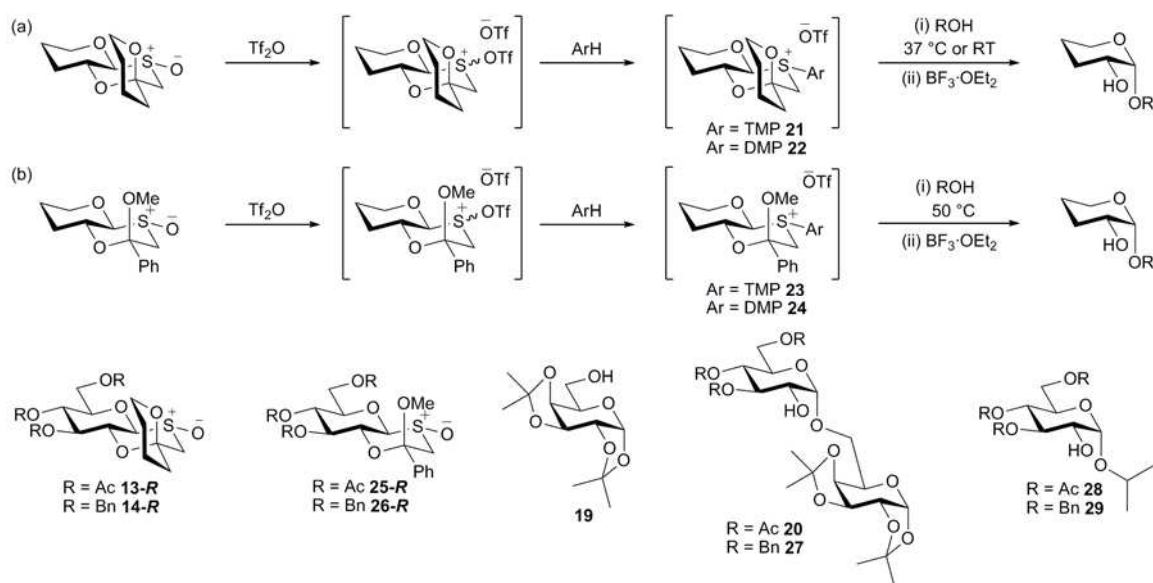 (a)
O
O
S
+
O
−
O
Tf₂O
O
O
S
+
OTf
O
−OTf
ArH
O
O
S
+
Ar
O
−OTf
Ar = TMP 21
Ar = DMP 22
(i) ROH
37 °C or RT
(ii) BF₃·OEt₂
O
HO
OR
(b)
O
OMe
S
+
O
−
O
Ph
Tf₂O
O
OMe
S
+
OTf
O
Ph
−OTf
ArH
O
OMe
S
+
Ar
O
Ph
−OTf
Ar = TMP 23
Ar = DMP 24
(i) ROH
50 °C
(ii) BF₃·OEt₂
O
HO
OR
OR
RO
RO
O
O
O
S
+
O
−
R = Ac 13-R
R = Bn 14-R
OR
RO
RO
O
OMe
S
+
O
−
O
Ph
R = Ac 25-R
R = Bn 26-R
O
OH
O
O
O
O
19
OR
RO
RO
O
HO
O
O
O
O
O
O
R = Ac 20
R = Bn 27
OR
RO
RO
O
HO
O
R = Ac 28
R = Bn 29